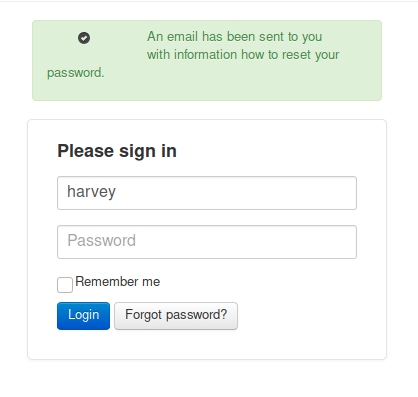 An email has been sent to you
with information how to reset your
password.
Please sign in
harvey
Password
Remember me
Login Forgot password?